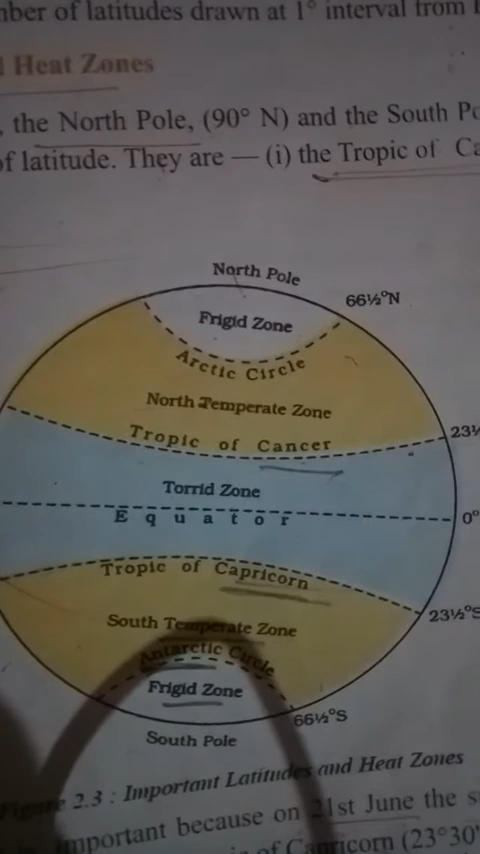 of latitudes drawn at 1° interval from
Heat Zones
, the North Pole, (90° N) and the South
of latitude. They are — (i) the Tropic of
North Pole
66½°N
Frigid Zone
Arctic Circle
North Temperate Zone
Tropic of Cancer
Torrid Zone
0°
Equator
Tropic of Capricorn
23½°S
South Temperate Zone
Antarctic Circle
Frigid Zone
66½°S
South Pole
Figure 2.3 : Important Latitudes and Heat Zones
important because on 21st June the
of Capricorn (23°30'